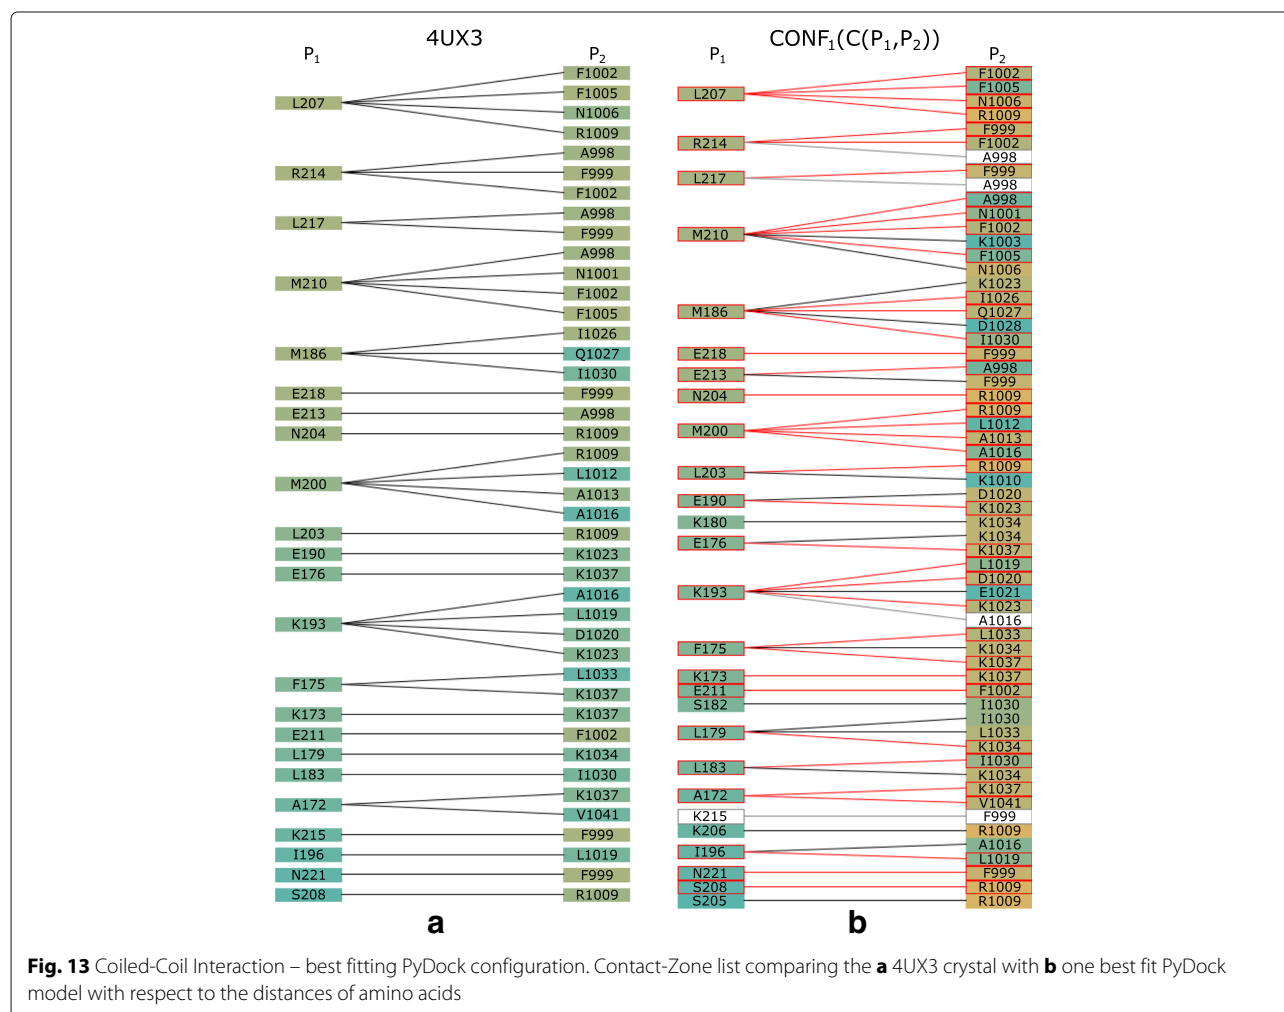 4UX3
P1
P2
L207
F1002
F1005
N1006
R1009
R214
A998
F999
F1002
L217
A998
F999
M210
A998
N1001
F1002
F1005
M186
I1026
Q1027
I1030
E218
F999
E213
A998
N204
R1009
M200
R1009
L1012
A1013
A1016
L203
R1009
E190
K1023
E176
K1037
K193
A1016
L1019
D1020
K1023
F175
L1033
K1037
K173
K1037
E211
F1002
L179
K1034
L183
I1030
A172
K1037
V1041
K215
F999
I196
L1019
N221
F999
S208
R1009
a
CONF1(C(P1,P2))
P1
P2
L207
F1002
F1005
N1006
R1009
R214
F999
F1002
A998
L217
F999
A998
M210
A998
N1001
F1002
K1003
F1005
N1006
M186
K1023
I1026
Q1027
D1028
I1030
E218
F999
E213
A998
F999
N204
R1009
M200
R1009
L1012
A1013
A1016
L203
R1009
K1010
E190
D1020
K1023
K180
K1034
E176
K1034
K1037
K193
L1019
D1020
E1021
K1023
A1016
F175
L1033
K1034
K1037
K173
K1037
E211
F1002
S182
I1030
L179
I1030
L1033
K1034
L183
I1030
K1034
A172
K1037
V1041
K215
F999
K206
R1009
I196
A1016
L1019
N221
F999
S208
R1009
S205
R1009
b
Fig. 13 Coiled-Coil Interaction – best fitting PyDock configuration. Contact-Zone list comparing the a 4UX3 crystal with b one best fit PyDock
model with respect to the distances of amino acids